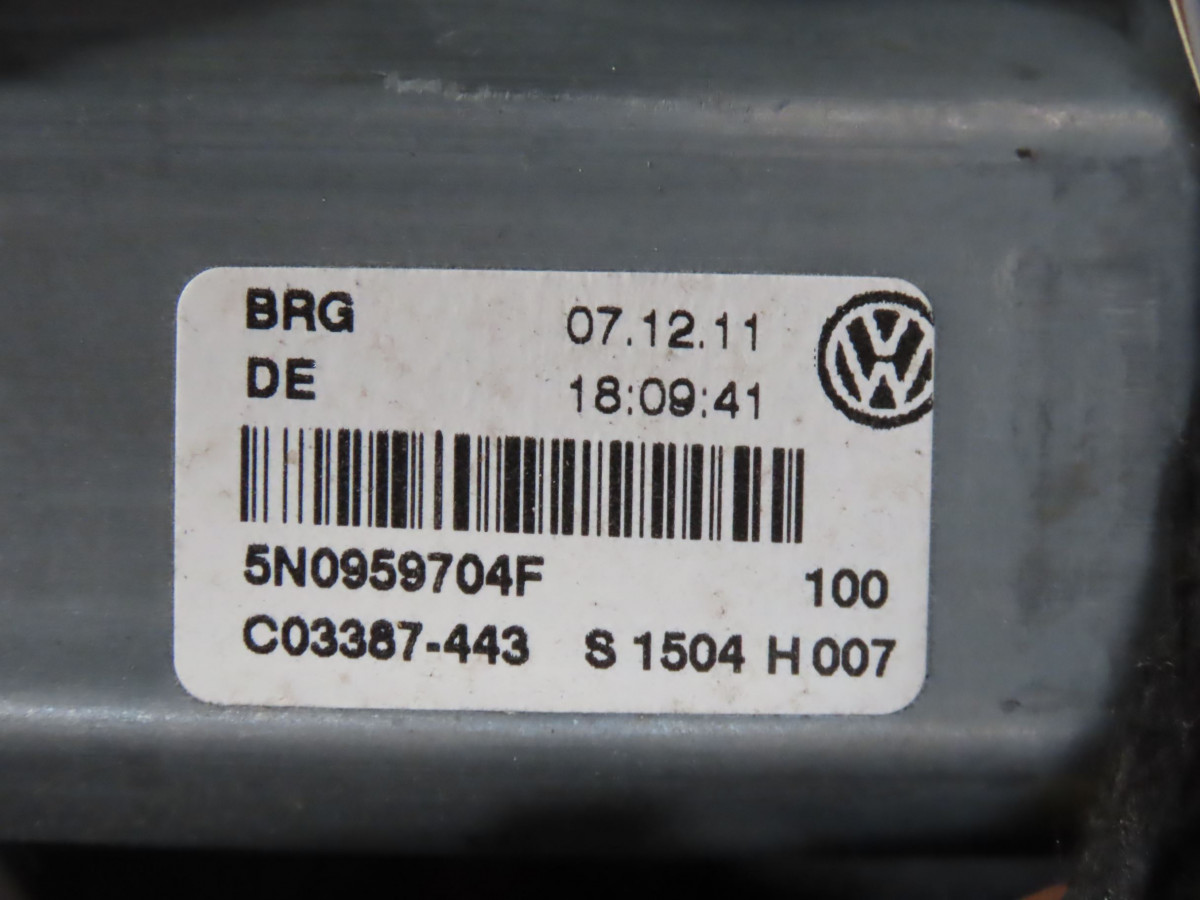 BRG 07.12.11
DE 18:09:41
5N0959704F 100
C03387-443 S 1504 H 007